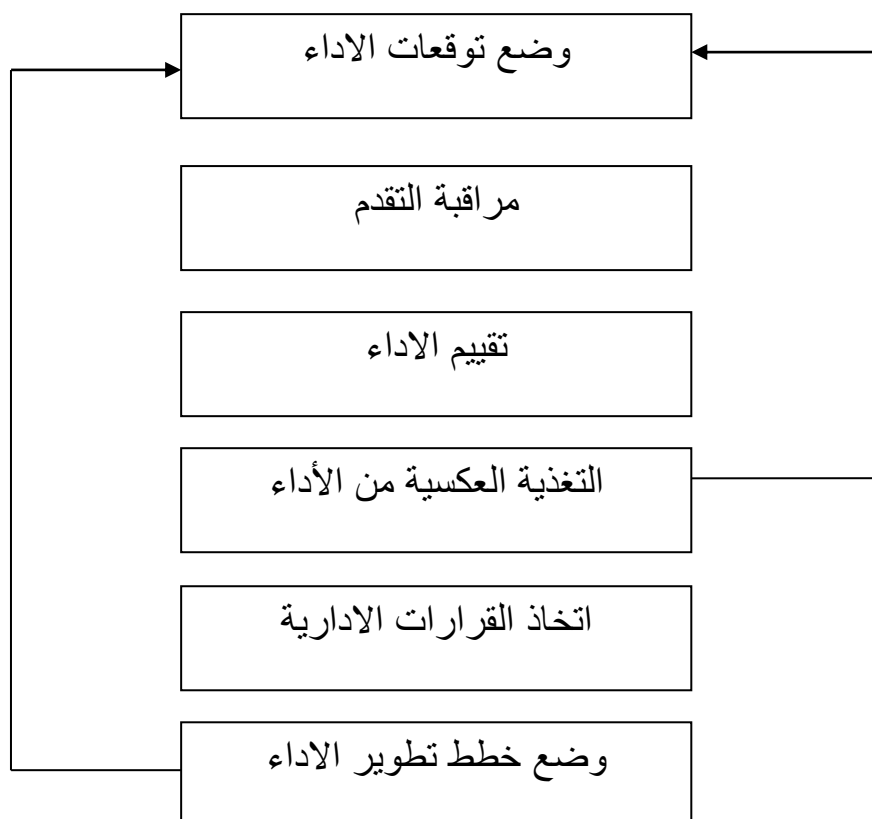 وضع توقعات الاداء
مراقبة التقدم
تقييم الاداء
التغذية العكسية من الأداء
اتخاذ القرارات الادارية
وضع خطط تطوير الاداء